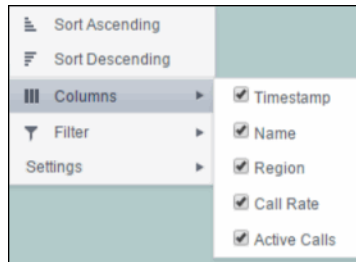 Sort Ascending
Sort Descending
Columns
Filter
Settings
Timestamp
Name
Region
Call Rate
Active Calls